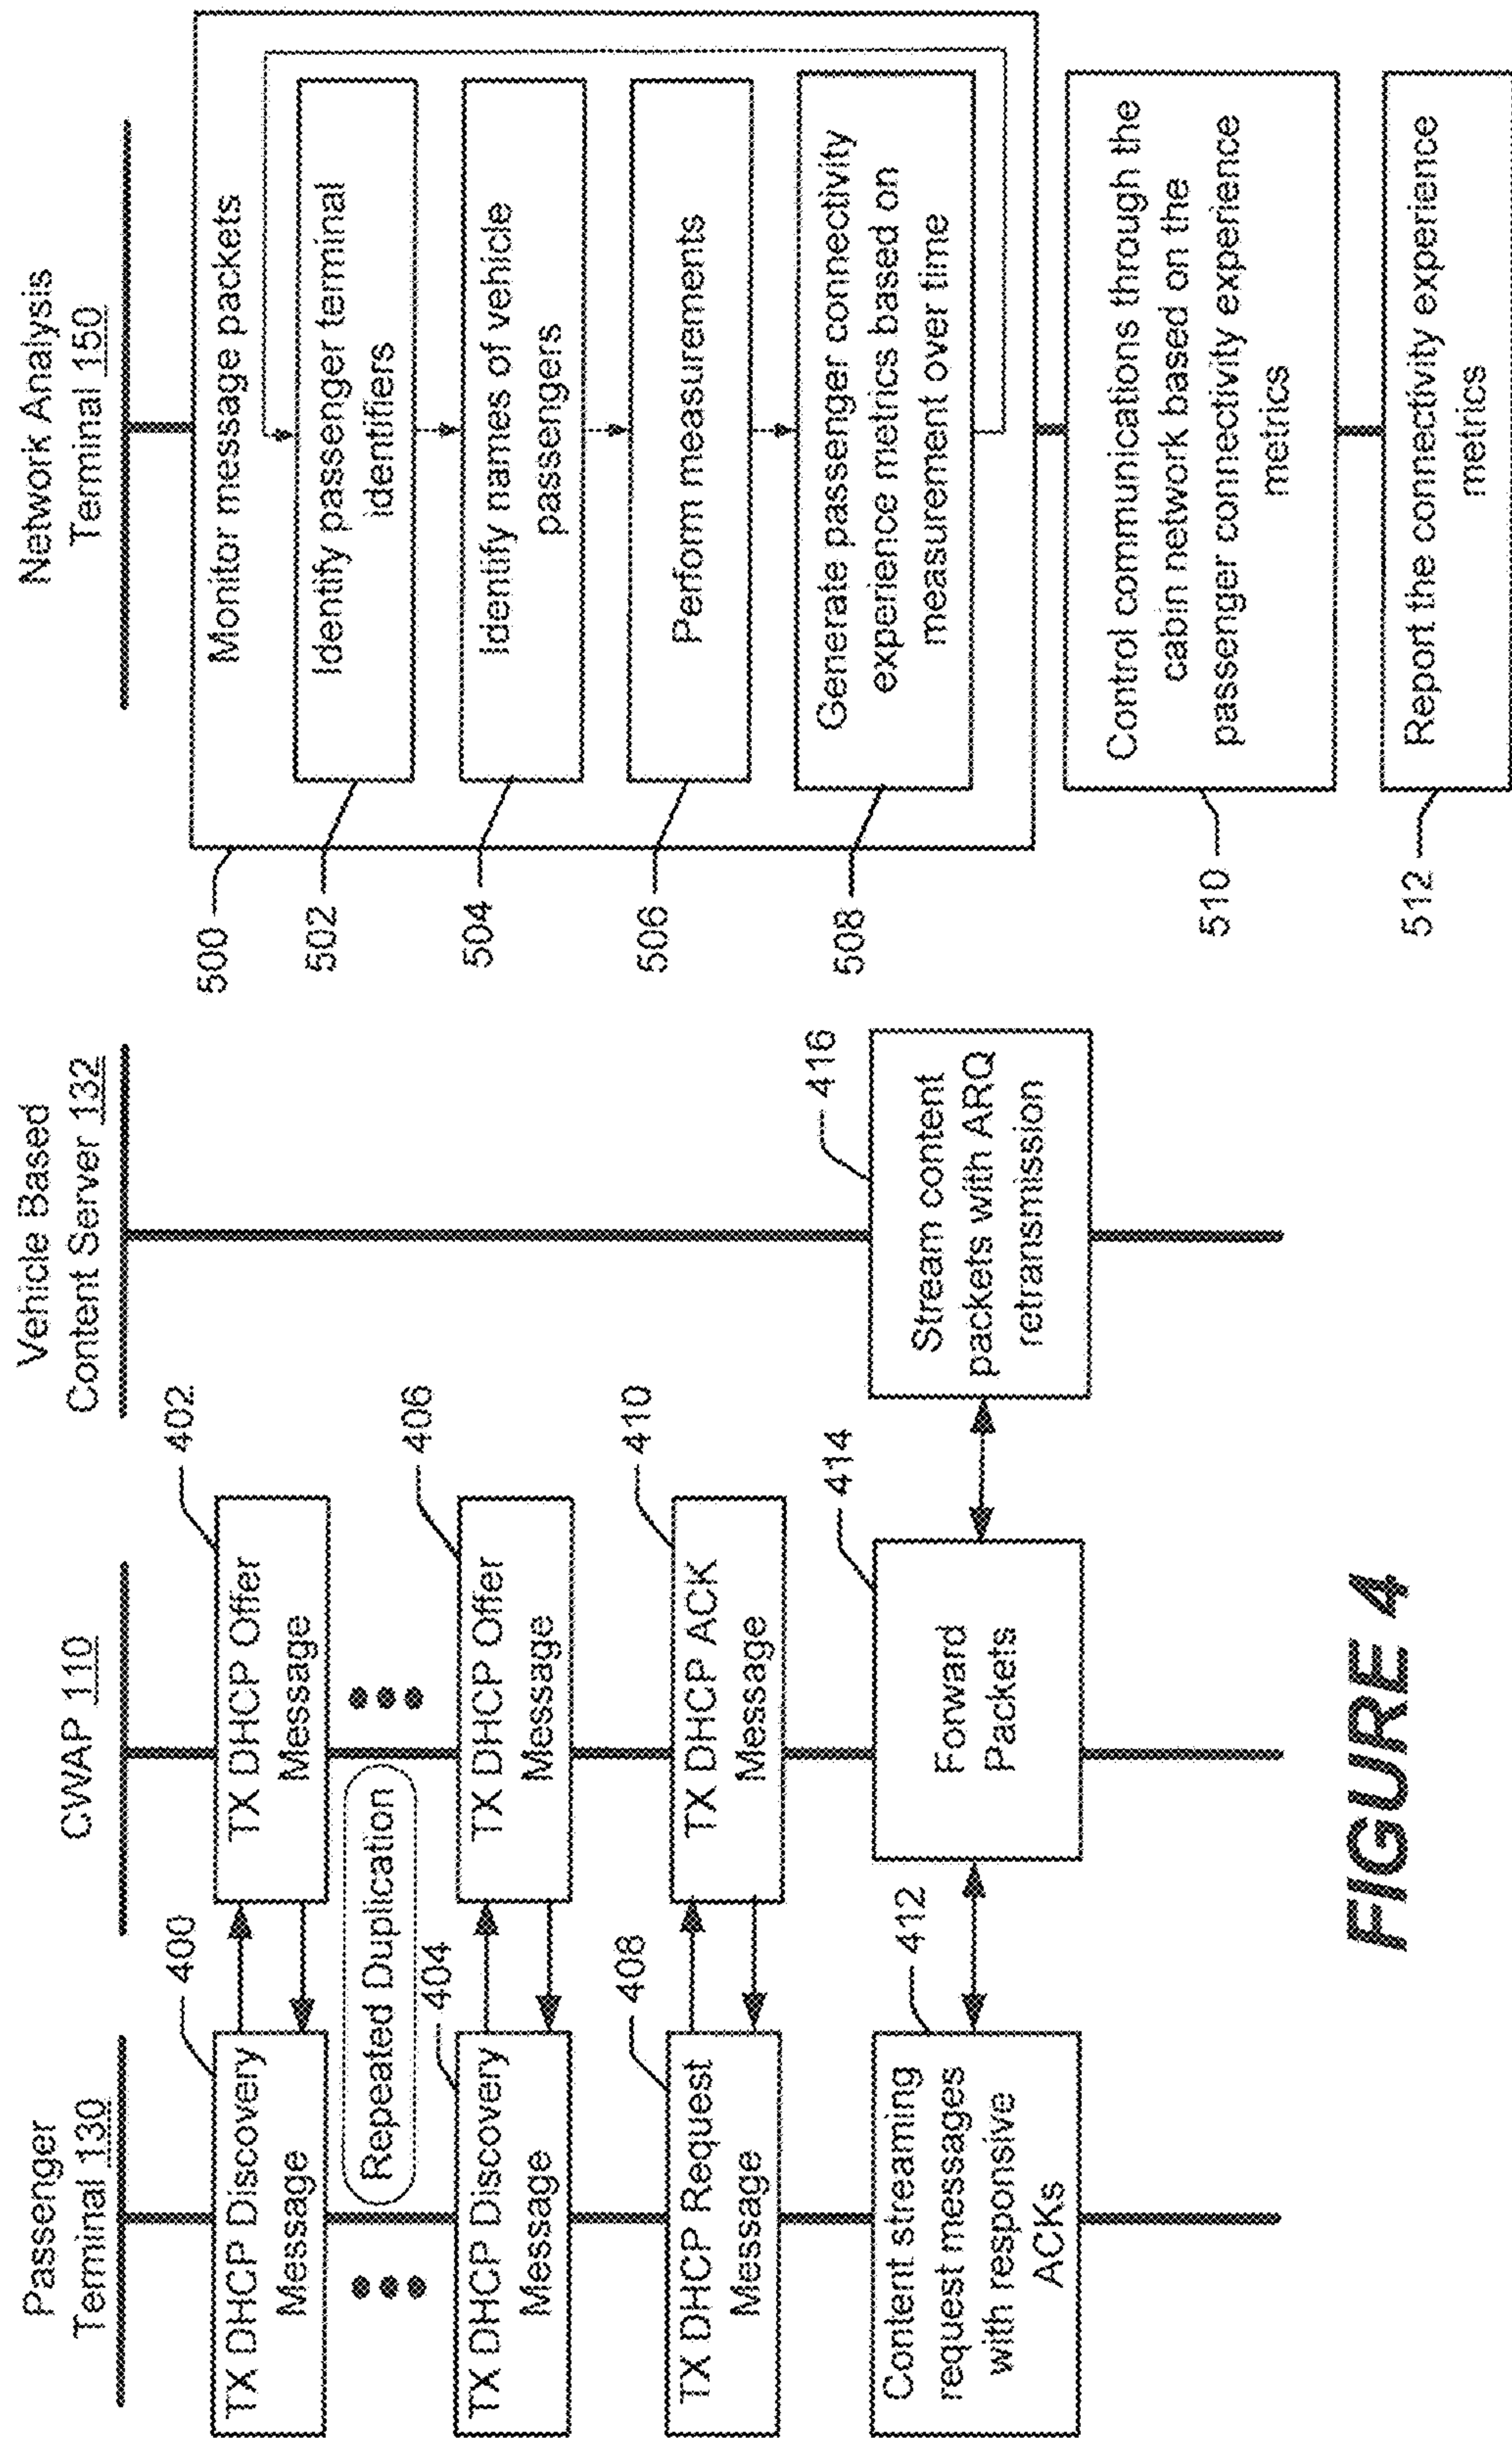 Passenger
Terminal 130
CWAP 110
Vehicle Based
Content Server 132
Network Analysis
Terminal 150
400
TX DHCP Discovery
Message
402
TX DHCP Offer
Message
Repeated Duplication
404
TX DHCP Discovery
Message
406
TX DHCP Offer
Message
408
TX DHCP Request
Message
410
TX DHCP ACK
Message
412
Content streaming
request messages
with responsive
ACKs
414
Forward
Packets
416
Stream content
packets with ARQ
retransmission
500
Monitor message packets
502
Identify passenger terminal
identifiers
504
Identify names of vehicle
passengers
506
Perform measurements
508
Generate passenger connectivity
experience metrics based on
measurement over time
510
Control communications through the
cabin network based on the
passenger connectivity experience
metrics
512
Report the connectivity experience
metrics
FIGURE 4